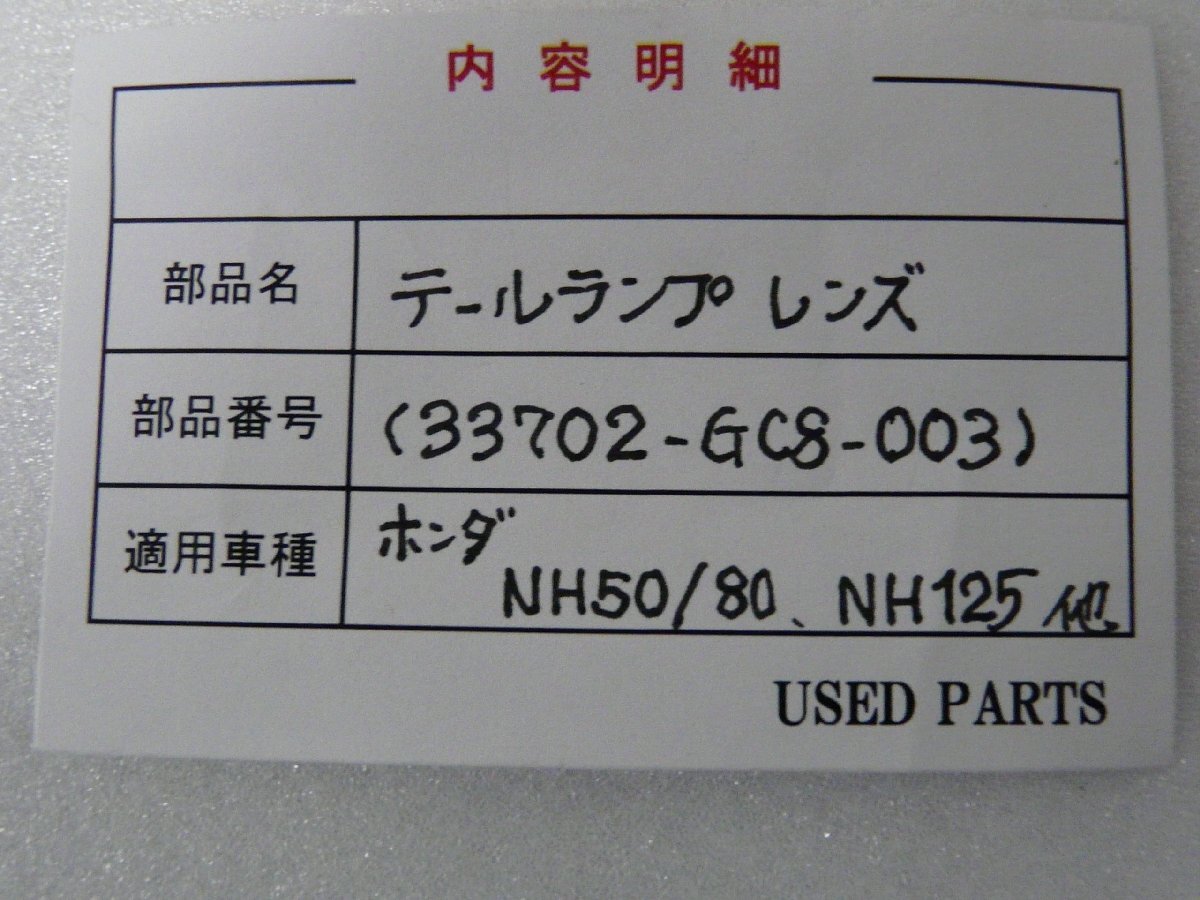 内容明細
部品名 テールランプ レンズ
部品番号 (33702-GC8-003)
適用車種 ホンダ
NH50/80、NH125 他
USED PARTS